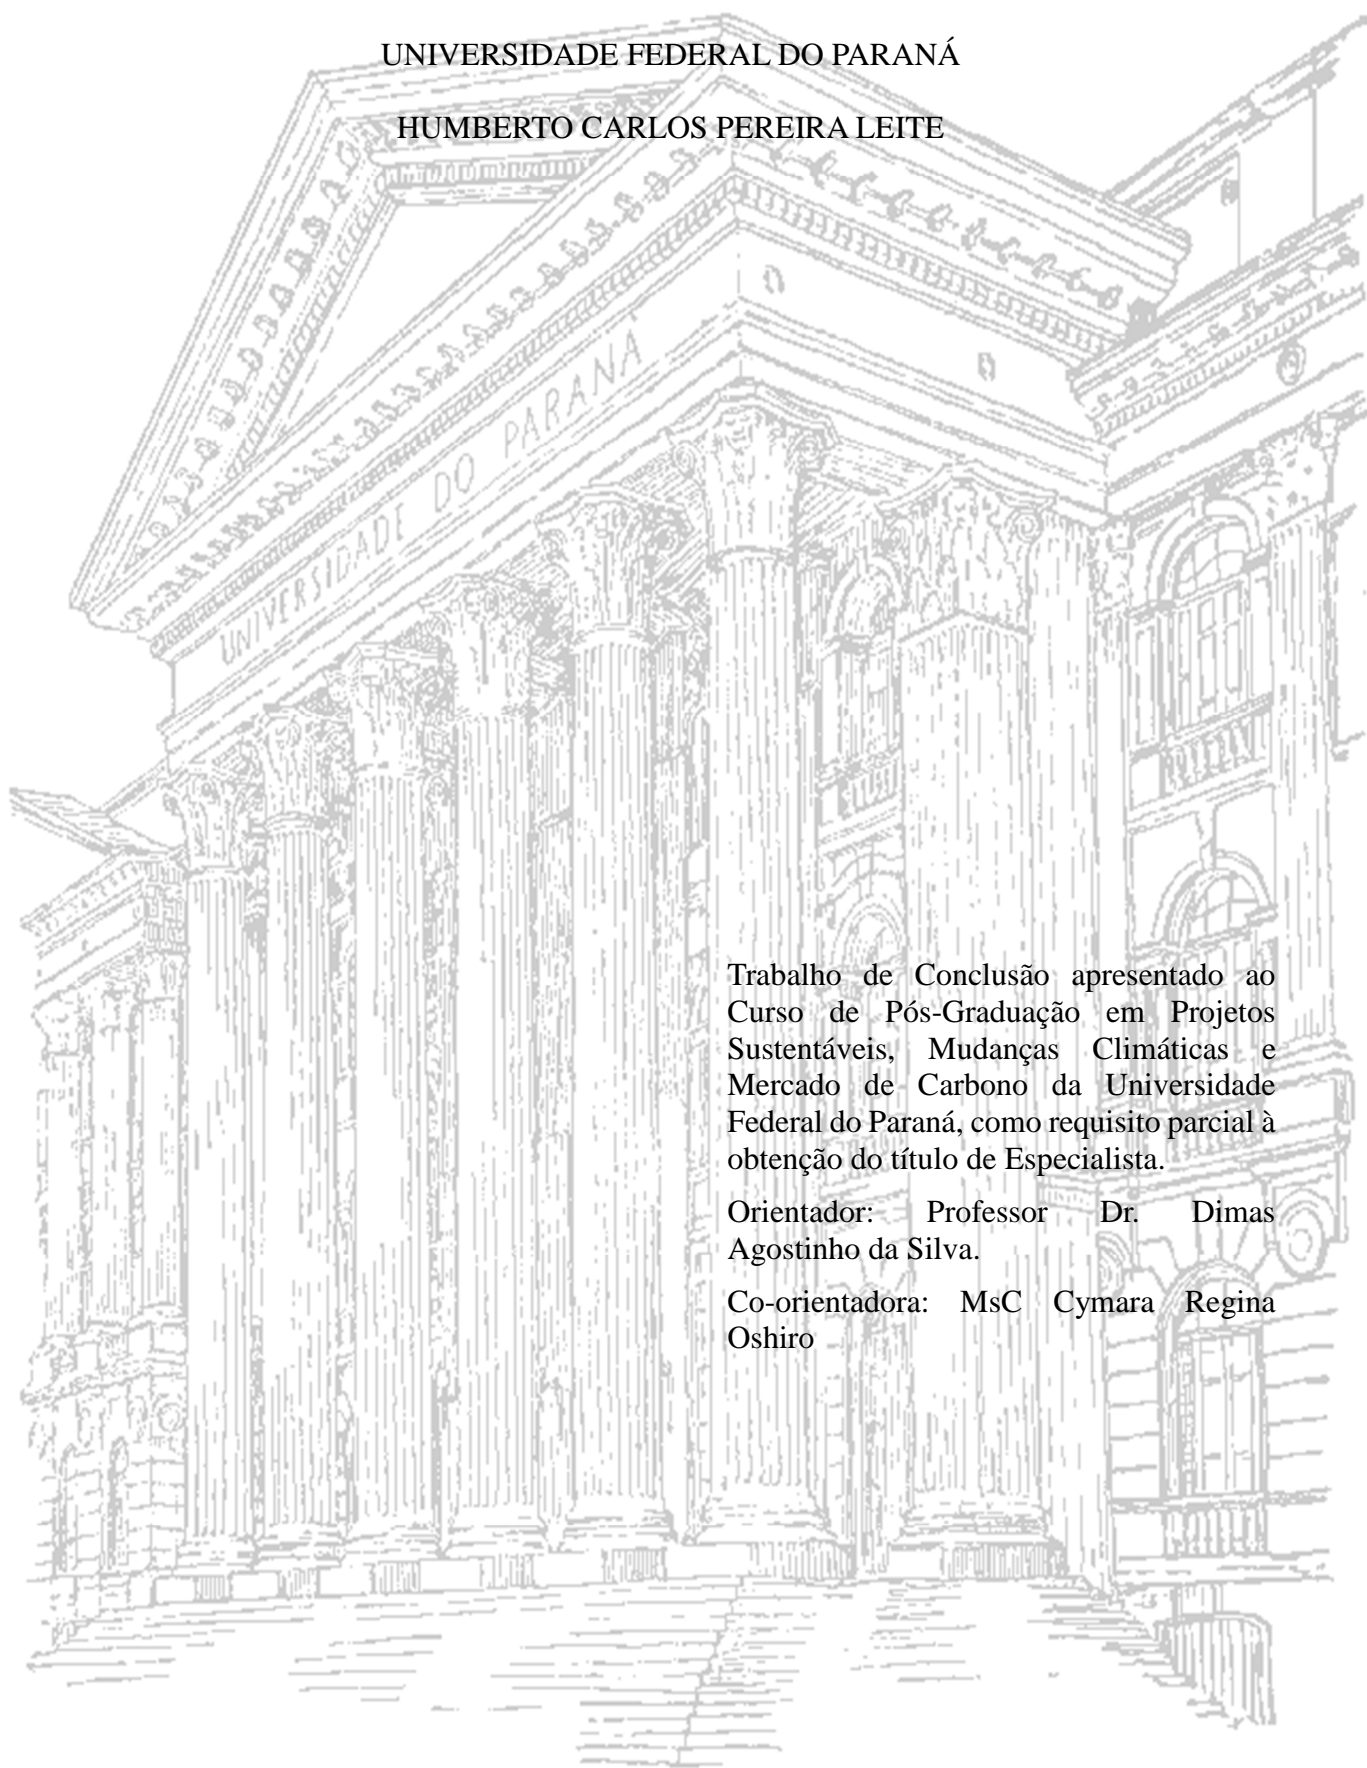 UNIVERSIDADE FEDERAL DO PARANÁ
HUMBERTO CARLOS PEREIRA LEITE
UNIVERSIDADE DO PARANÁ
Trabalho de Conclusão apresentado ao
Curso de Pós-Graduação em Projetos
Sustentáveis, Mudanças Climáticas e
Mercado de Carbono da Universidade
Federal do Paraná, como requisito parcial à
obtenção do título de Especialista.
Orientador: Professor Dr. Dimas
Agostinho da Silva.
Co-orientadora: MsC Cymara Regina
Oshiro